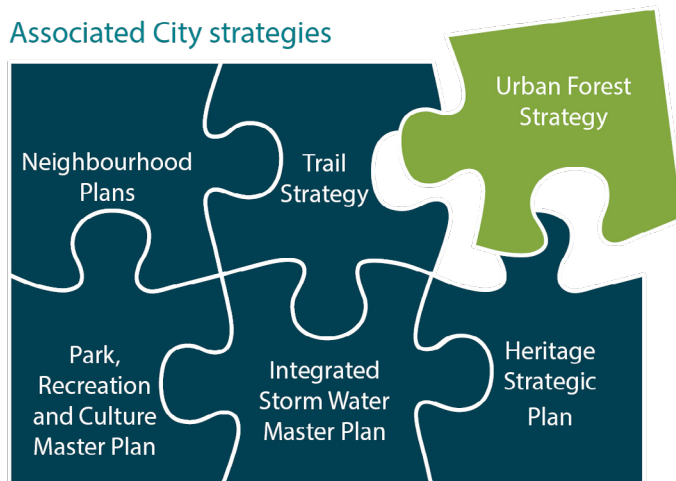 Associated City strategies
Neighbourhood
Plans
Trail
Strategy
Urban Forest
Strategy
Park,
Recreation
and Culture
Master Plan
Integrated
Storm Water
Master Plan
Heritage
Strategic
Plan